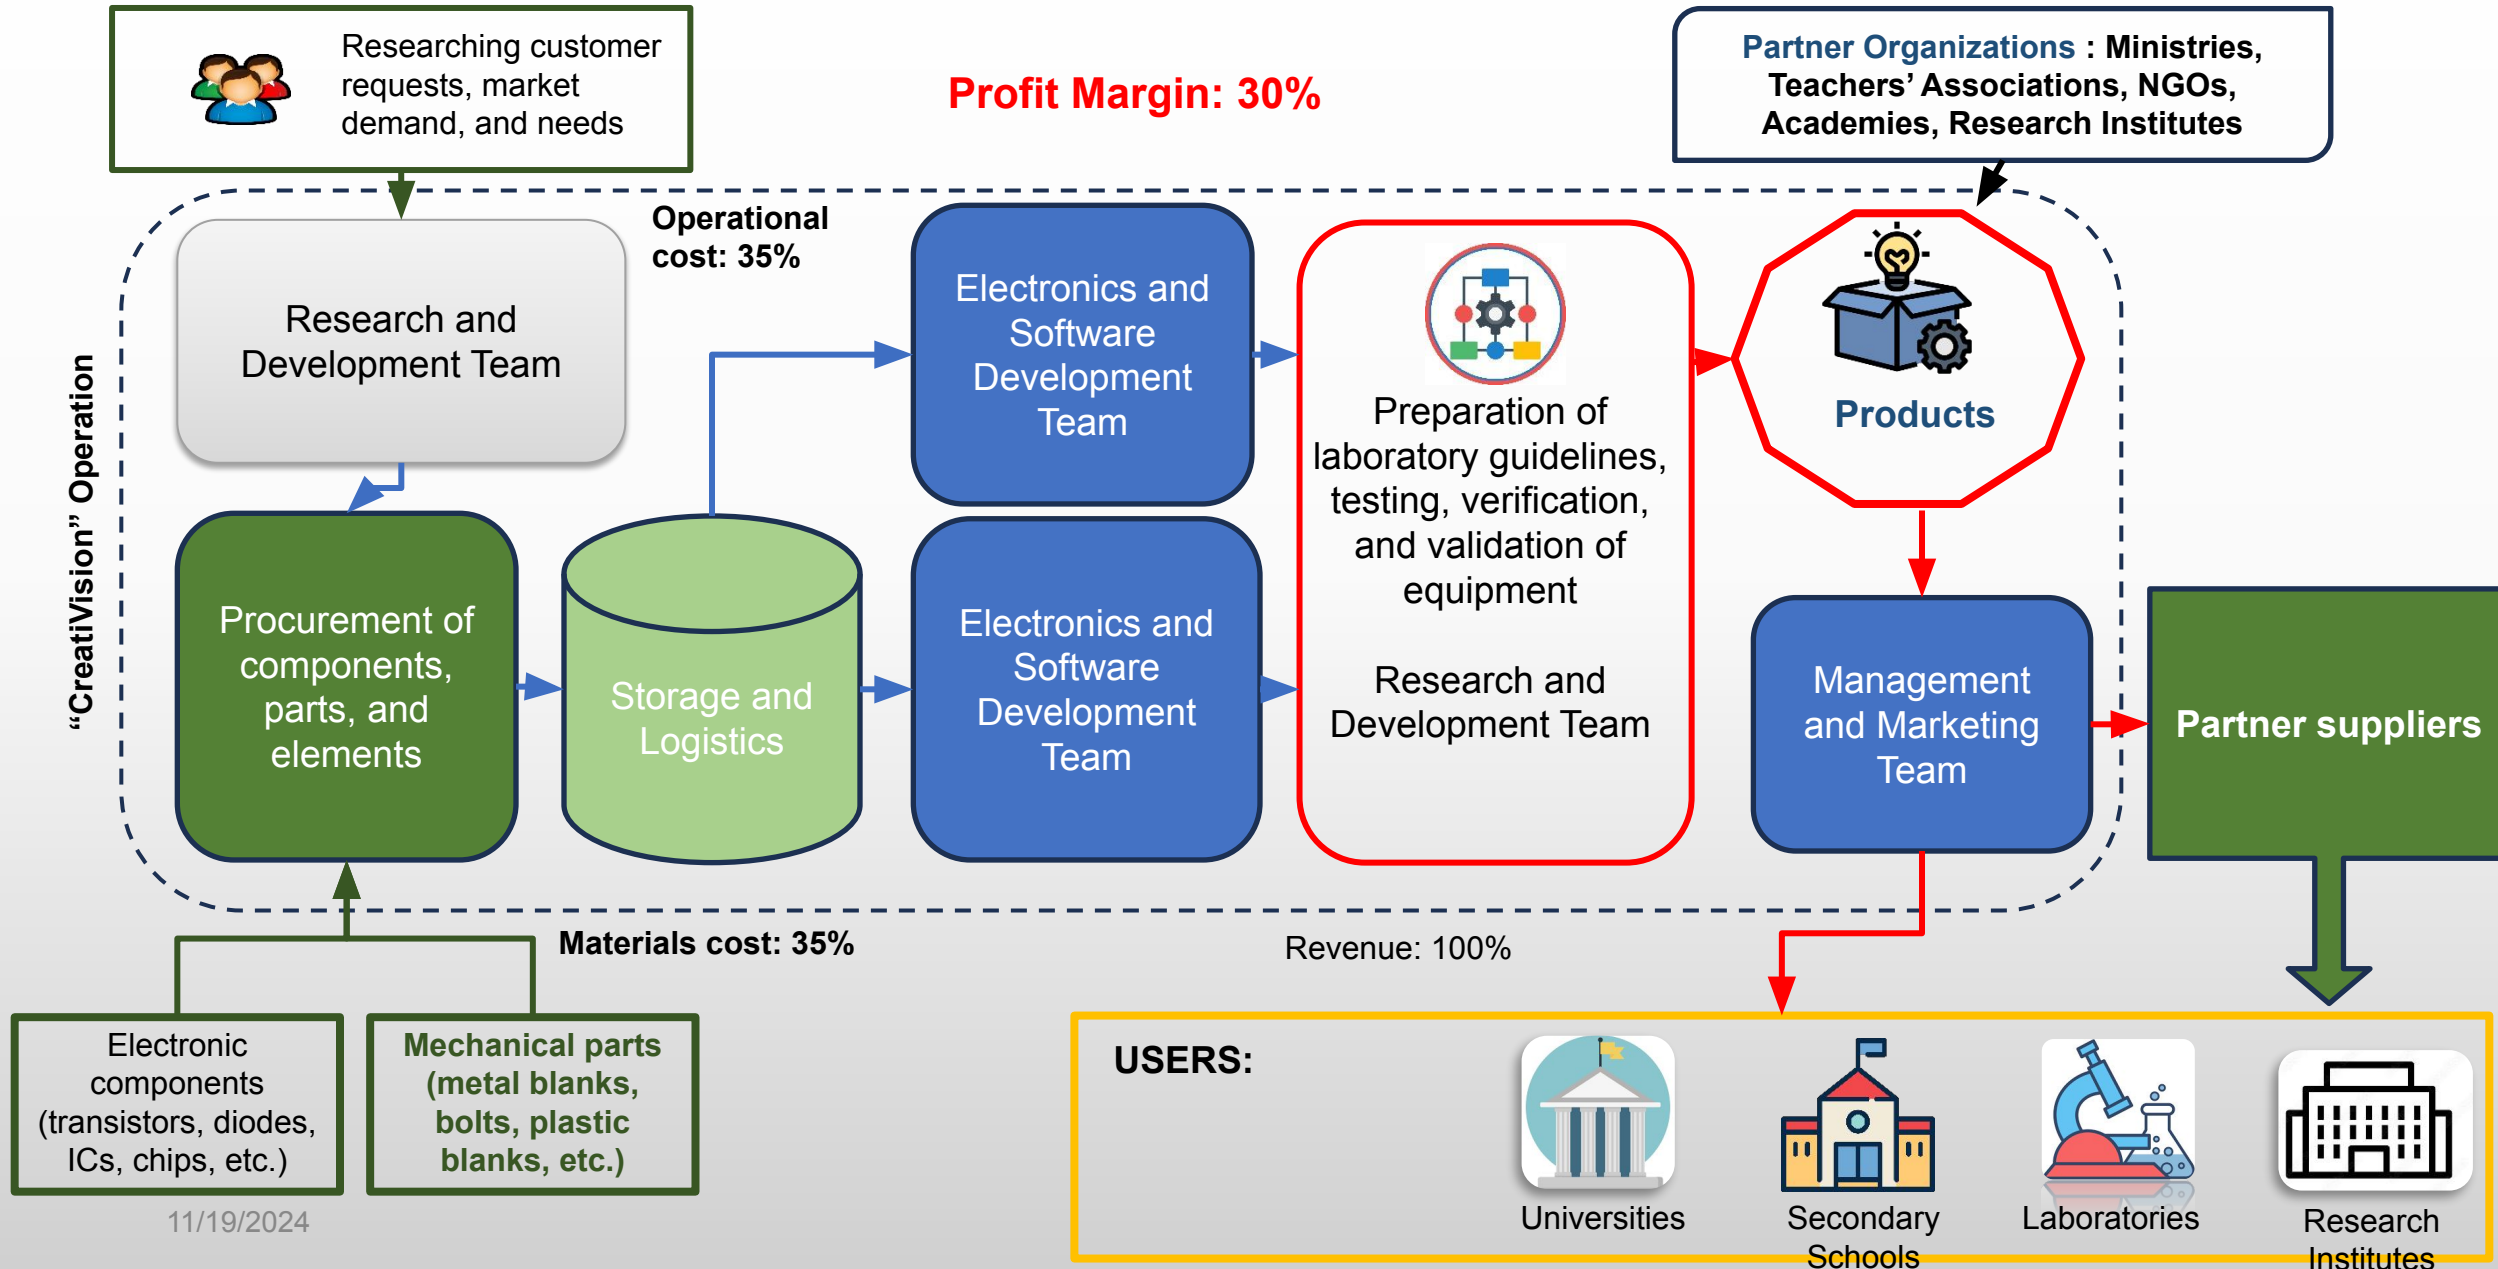 Researching customer
requests, market
demand, and needs
Profit Margin: 30%
Partner Organizations : Ministries,
Teachers’ Associations, NGOs,
Academies, Research Institutes
“CreatiVision” Operation
Research and
Development Team
Operational
cost: 35%
Electronics and
Software
Development
Team
Preparation of
laboratory guidelines,
testing, verification,
and validation of
equipment
Research and
Development Team
Products
Procurement of
components,
parts, and
elements
Storage and
Logistics
Electronics and
Software
Development
Team
Management
and Marketing
Team
Partner suppliers
Materials cost: 35%
Revenue: 100%
Electronic
components
(transistors, diodes,
ICs, chips, etc.)
Mechanical parts
(metal blanks,
bolts, plastic
blanks, etc.)
USERS:
Universities
Secondary
Schools
Laboratories
Research
Institutes
11/19/2024